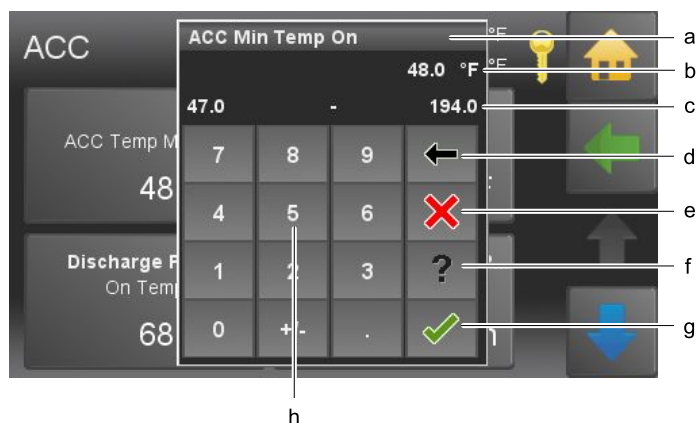 ACC
ACC Min Temp On
°F
a
48.0 °F
°F
b
47.0 - 194.0
c
ACC Temp M
48
7 8 9
d
4 5 6
e
Discharge
On Tem
68
1 2 3 ?
f
0 +/- .
g
h